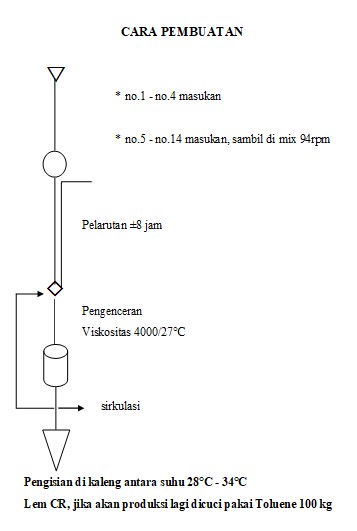 CARA PEMBUATAN
* no.1 - no.4 masukan
* no.5 - no.14 masukan, sambil di mix 94rpm
Pelarutan ±8 jam
Pengenceran
Viskositas 4000/27°C
sirkulasi
Pengisian di kaleng antara suhu 28°C - 34°C
Lem CR, jika akan produksi lagi dicuci pakai Toluene 100 kg